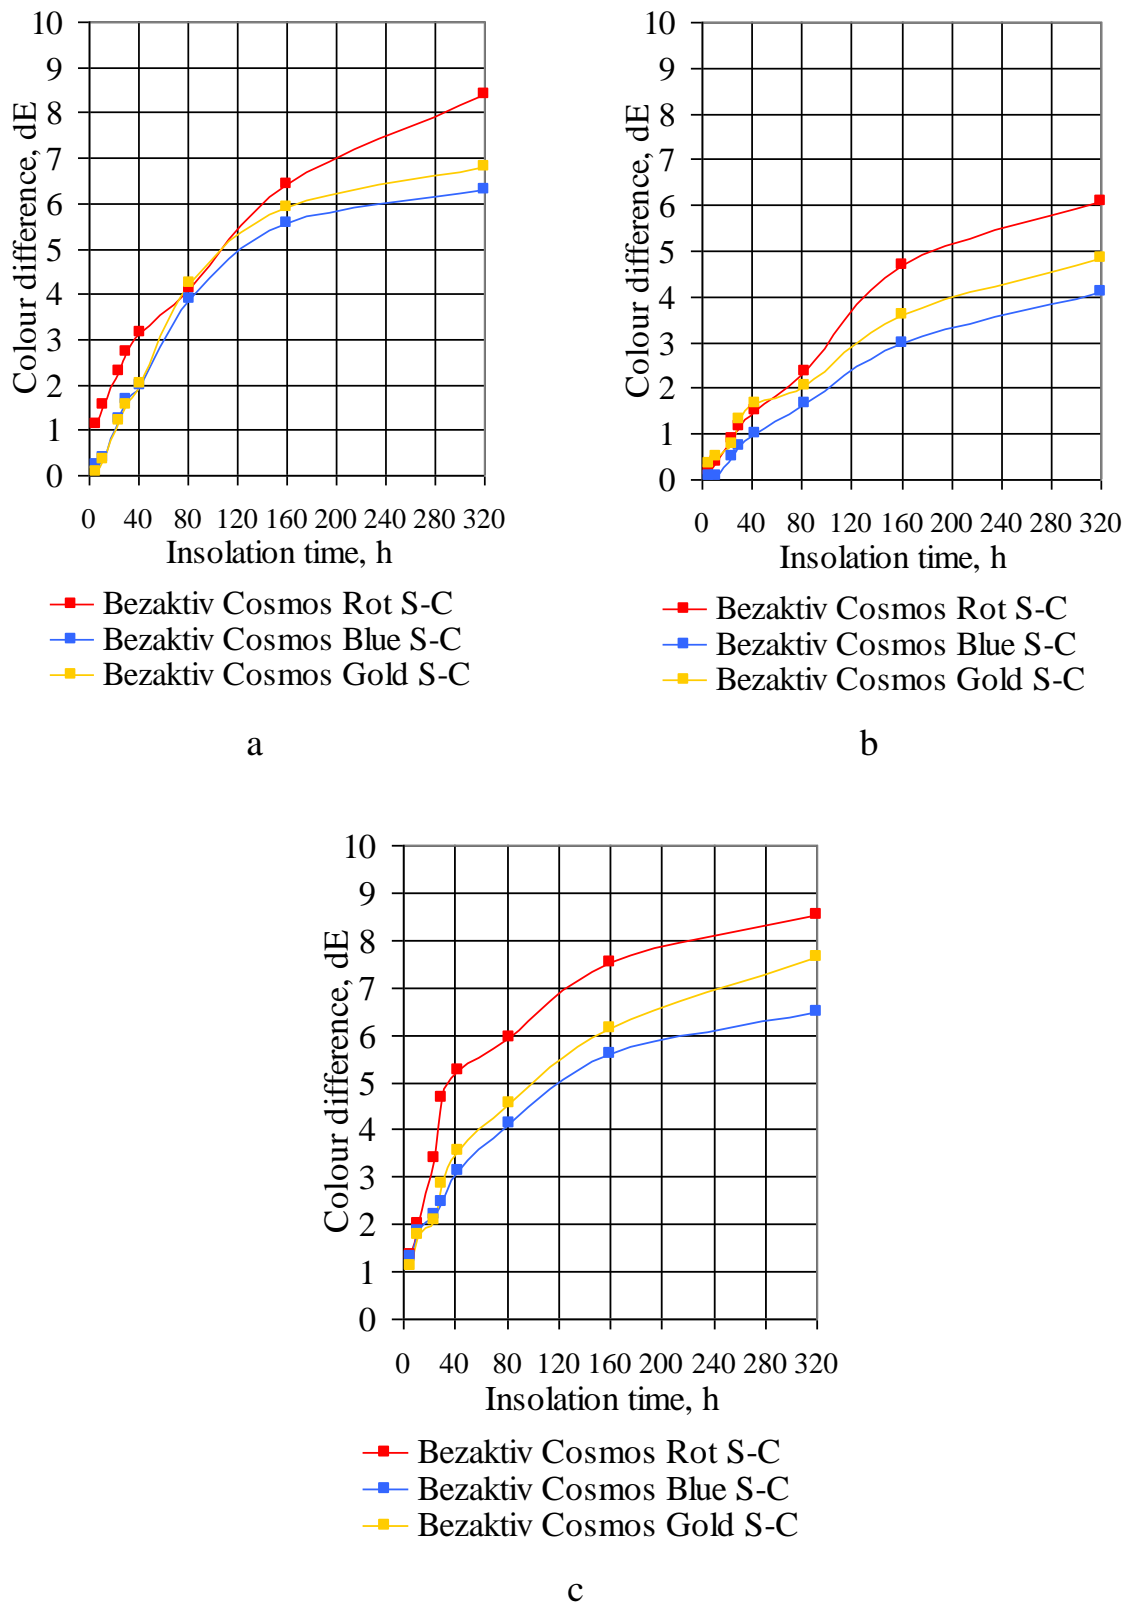 10
9
8
7
6
5
4
3
2
1
0
Colour difference, dE
0 40 80 120 160 200 240 280 320
Insolation time, h
Bezaktiv Cosmos Rot S-C
Bezaktiv Cosmos Blue S-C
Bezaktiv Cosmos Gold S-C
a
10
9
8
7
6
5
4
3
2
1
0
Colour difference, dE
0 40 80 120 160 200 240 280 320
Insolation time, h
Bezaktiv Cosmos Rot S-C
Bezaktiv Cosmos Blue S-C
Bezaktiv Cosmos Gold S-C
b
10
9
8
7
6
5
4
3
2
1
0
Colour difference, dE
0 40 80 120 160 200 240 280 320
Insolation time, h
Bezaktiv Cosmos Rot S-C
Bezaktiv Cosmos Blue S-C
Bezaktiv Cosmos Gold S-C
c